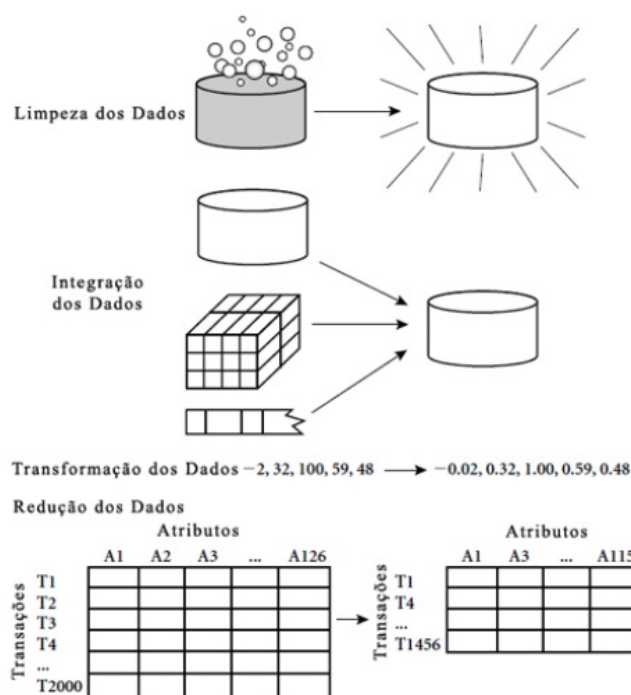 Limpeza dos Dados
Integração
dos Dados
Transformação dos Dados −2, 32, 100, 59, 48 −0.02, 0.32, 1.00, 0.59, 0.48
Redução dos Dados
Atributos
A1 A2 A3 ... A126
Transações
T1
T2
T3
T4
...
T2000
Atributos
A1 A3 ... A115
Transações
T1
T4
...
T1456